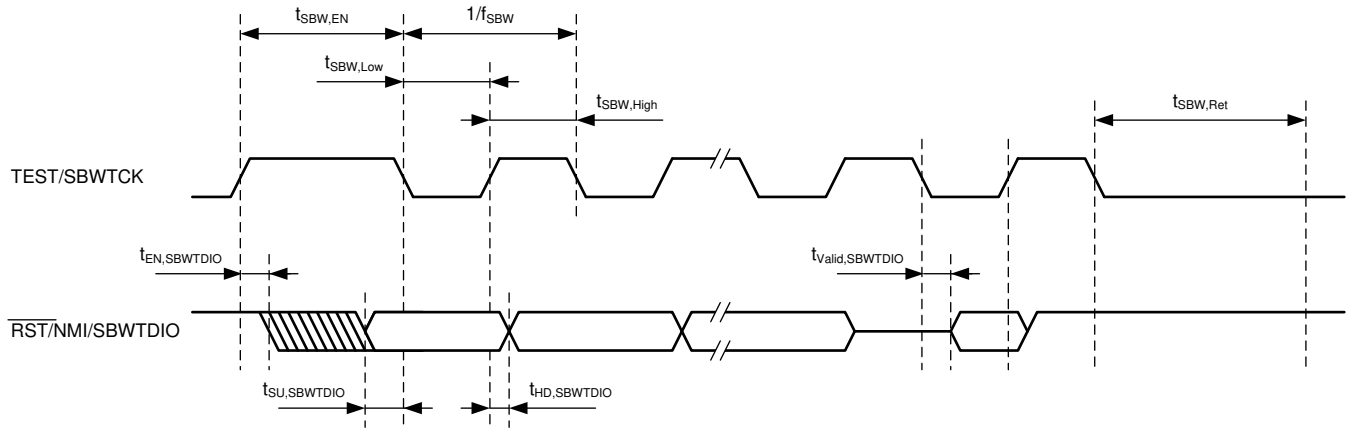 tSBW,EN
1/fSBW
tSBW,Low
tSBW,High
tSBW,Ret
TEST/SBWTCK
tEN,SBWTDIO
tValid,SBWTDIO
RST/NMI/SBWTDIO
tSU,SBWTDIO
tHD,SBWTDIO